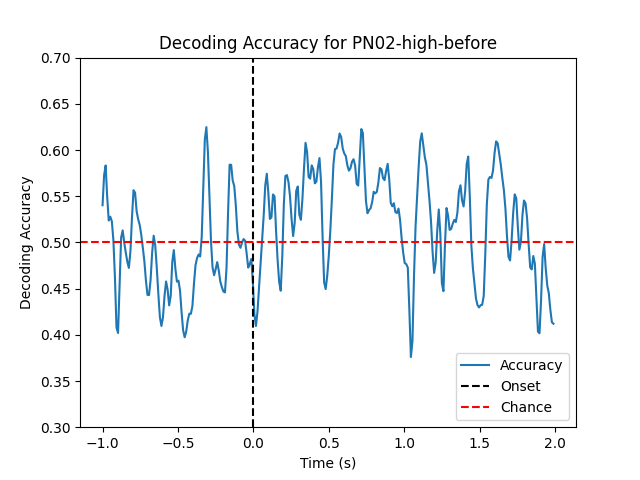 Decoding Accuracy for PN02-high-before
0.70
0.65
0.60
0.55
0.50
0.45
0.40
0.35
0.30
Decoding Accuracy
Accuracy
Onset
Chance
−1.0 −0.5 0.0 0.5 1.0 1.5 2.0
Time (s)